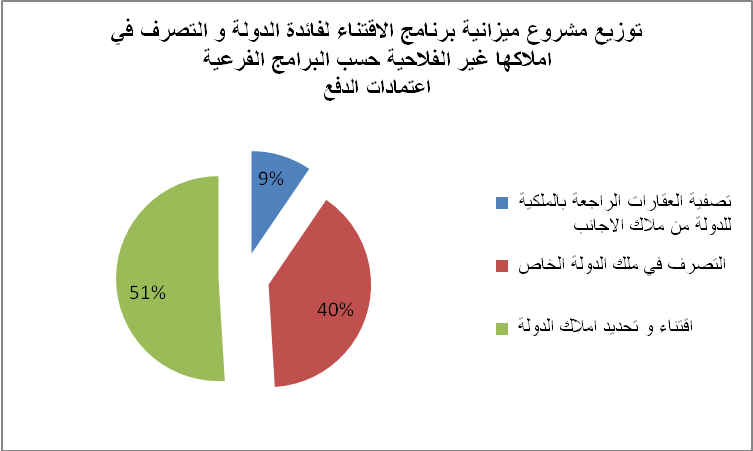 توزيع مشروع ميزانية برنامج الاقتناء لفائدة الدولة و التصرف في
املاكها غير الفلاحية حسب البرامج الفرعية
اعتمادات الدفع
9%
40%
51%
تصفية العقارات الراجعة بالملكية
للدولة من ملاك الاجانب
التصرف في ملك الدولة الخاص
اقتناء و تحديد املاك الدولة